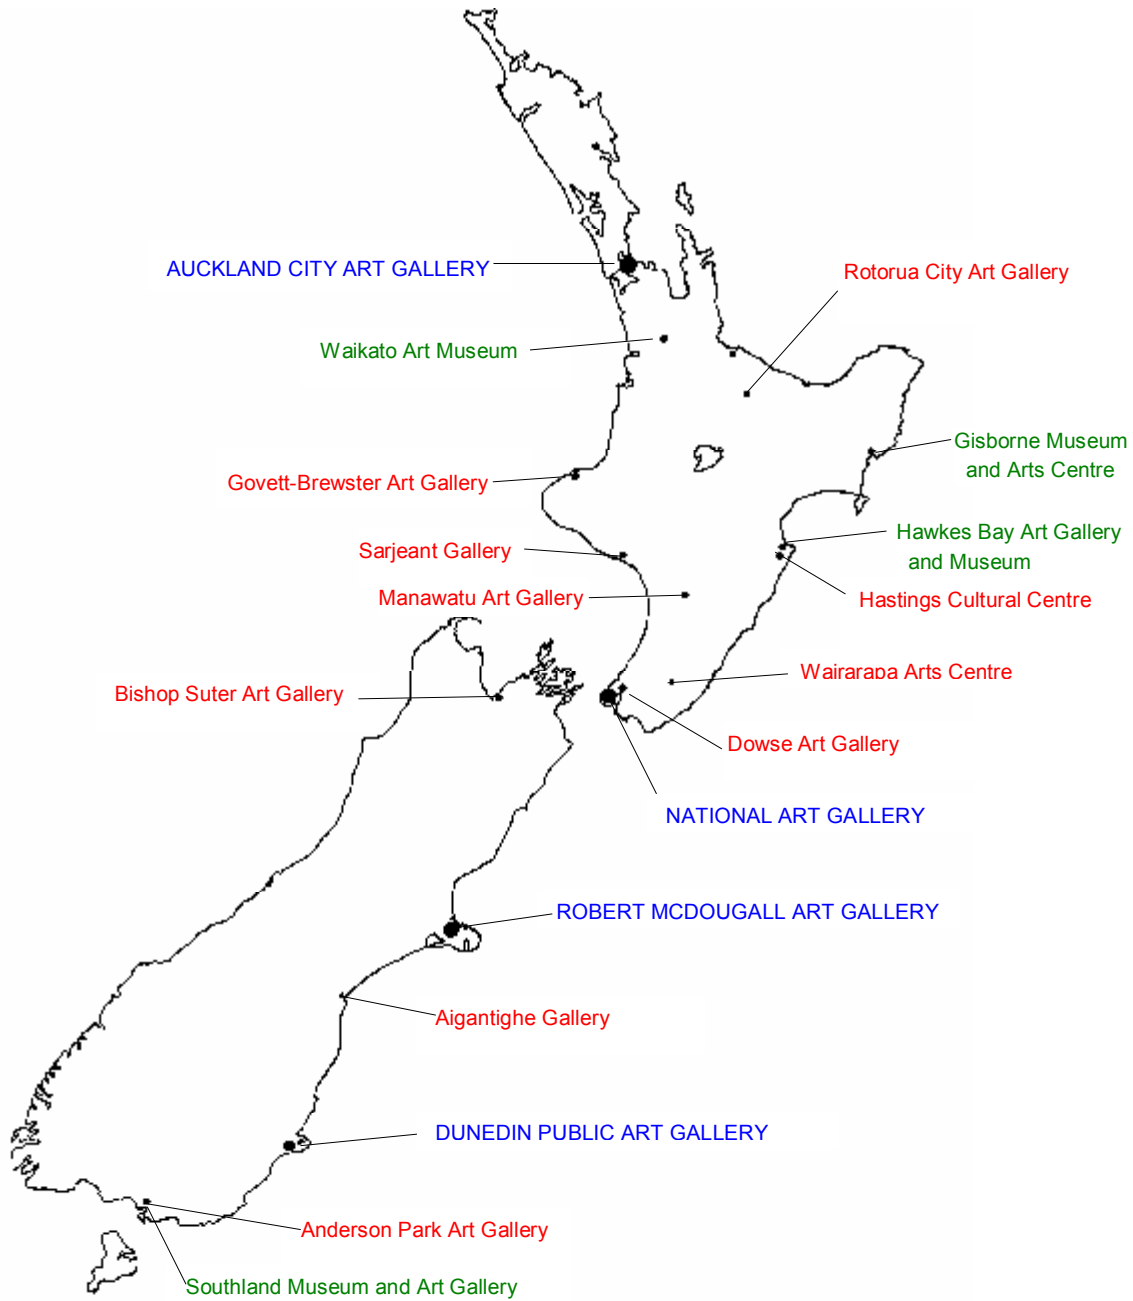 AUCKLAND CITY ART GALLERY
Rotorua City Art Gallery
Waikato Art Museum
Gisborne Museum
and Arts Centre
Govett-Brewster Art Gallery
Hawkes Bay Art Gallery
and Museum
Sarjeant Gallery
Manawatu Art Gallery
Hastings Cultural Centre
Wairarapa Arts Centre
Bishop Suter Art Gallery
Dowse Art Gallery
NATIONAL ART GALLERY
ROBERT MCDOUGALL ART GALLERY
Aigantighe Gallery
DUNEDIN PUBLIC ART GALLERY
Anderson Park Art Gallery
Southland Museum and Art Gallery